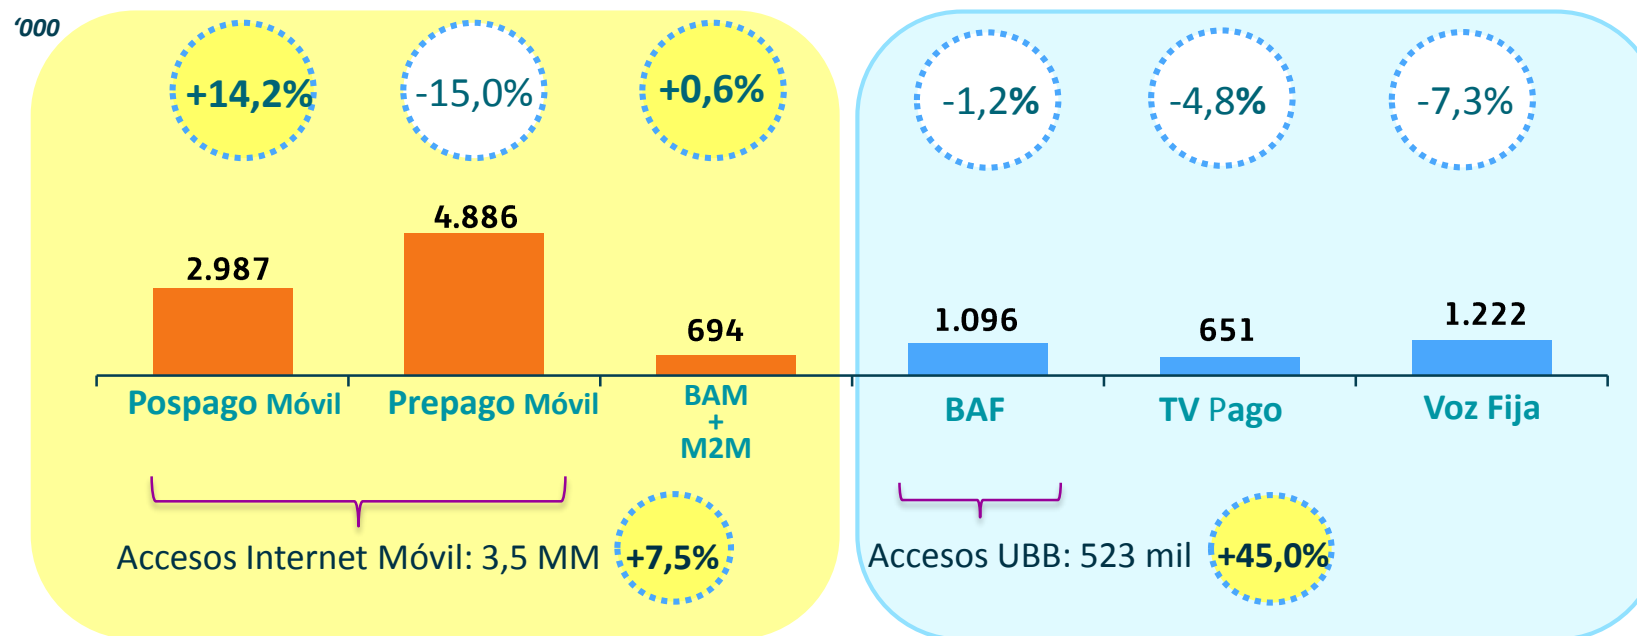 ‘000
+14,2%
-15,0%
+0,6%
-1,2%
-4,8%
-7,3%
2.987
4.886
694
1.096
651
1.222
Pospago Móvil
Prepago Móvil
BAM
+
M2M
BAF
TV Pago
Voz Fija
Accesos Internet Móvil: 3,5 MM
+7,5%
Accesos UBB: 523 mil
+45,0%